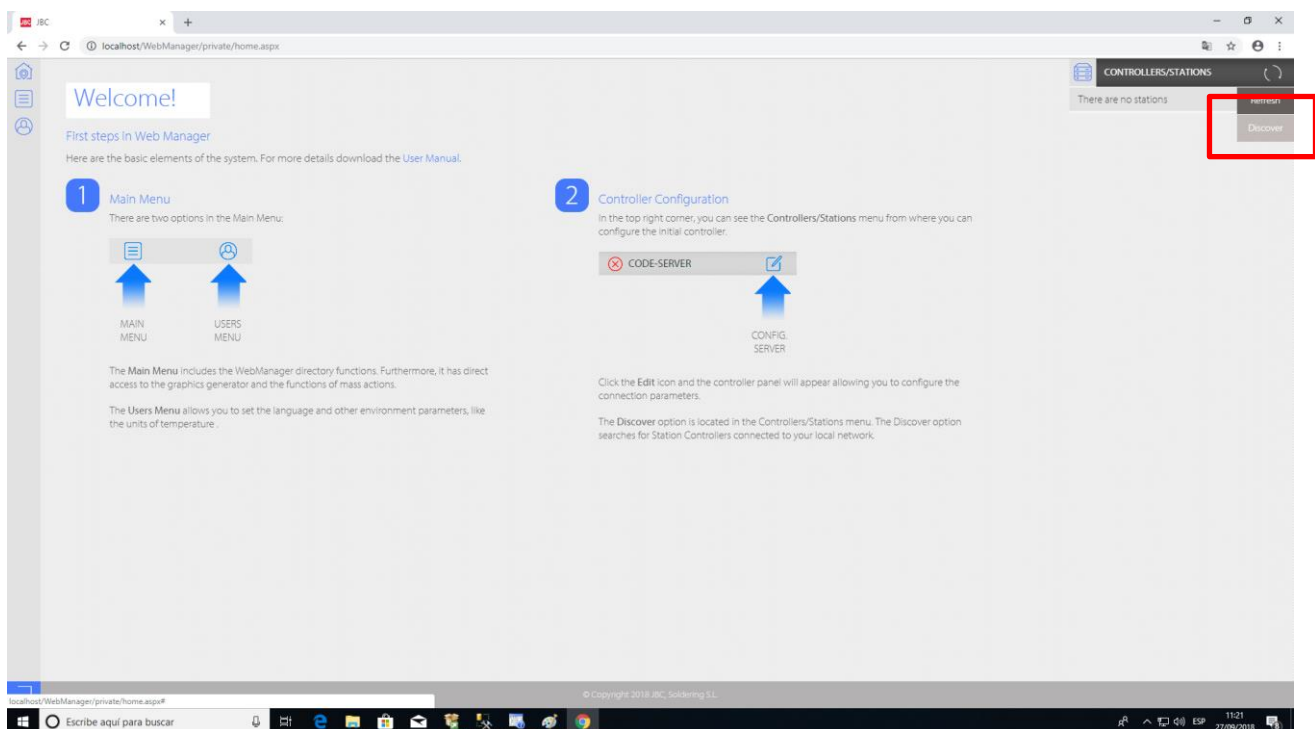 JBC
localhost/WebManager/private/home.aspx
CONTROLLERS/STATIONS
There are no stations
Refresh
Discover
Welcome!
First steps in Web Manager
Here are the basic elements of the system. For more details download the User Manual.
1
Main Menu
There are two options in the Main Menu:
MAIN
MENU
USERS
MENU
The Main Menu includes the WebManager directory functions. Furthermore, it has direct
access to the graphics generator and the functions of mass actions.
The Users Menu allows you to set the language and other environment parameters, like
the units of temperature .
2
Controller Configuration
In the top right corner, you can see the Controllers/Stations menu from where you can
configure the initial controller.
CODE-SERVER
CONFIG.
SERVER
Click the Edit icon and the controller panel will appear allowing you to configure the
connection parameters.
The Discover option is located in the Controllers/Stations menu. The Discover option
searches for Station Controllers connected to your local network.
© Copyright 2018 JBC, Soldering S.L.
localhost/WebManager/private/home.aspx#
Escribe aquí para buscar
ESP
11:21
27/09/2018